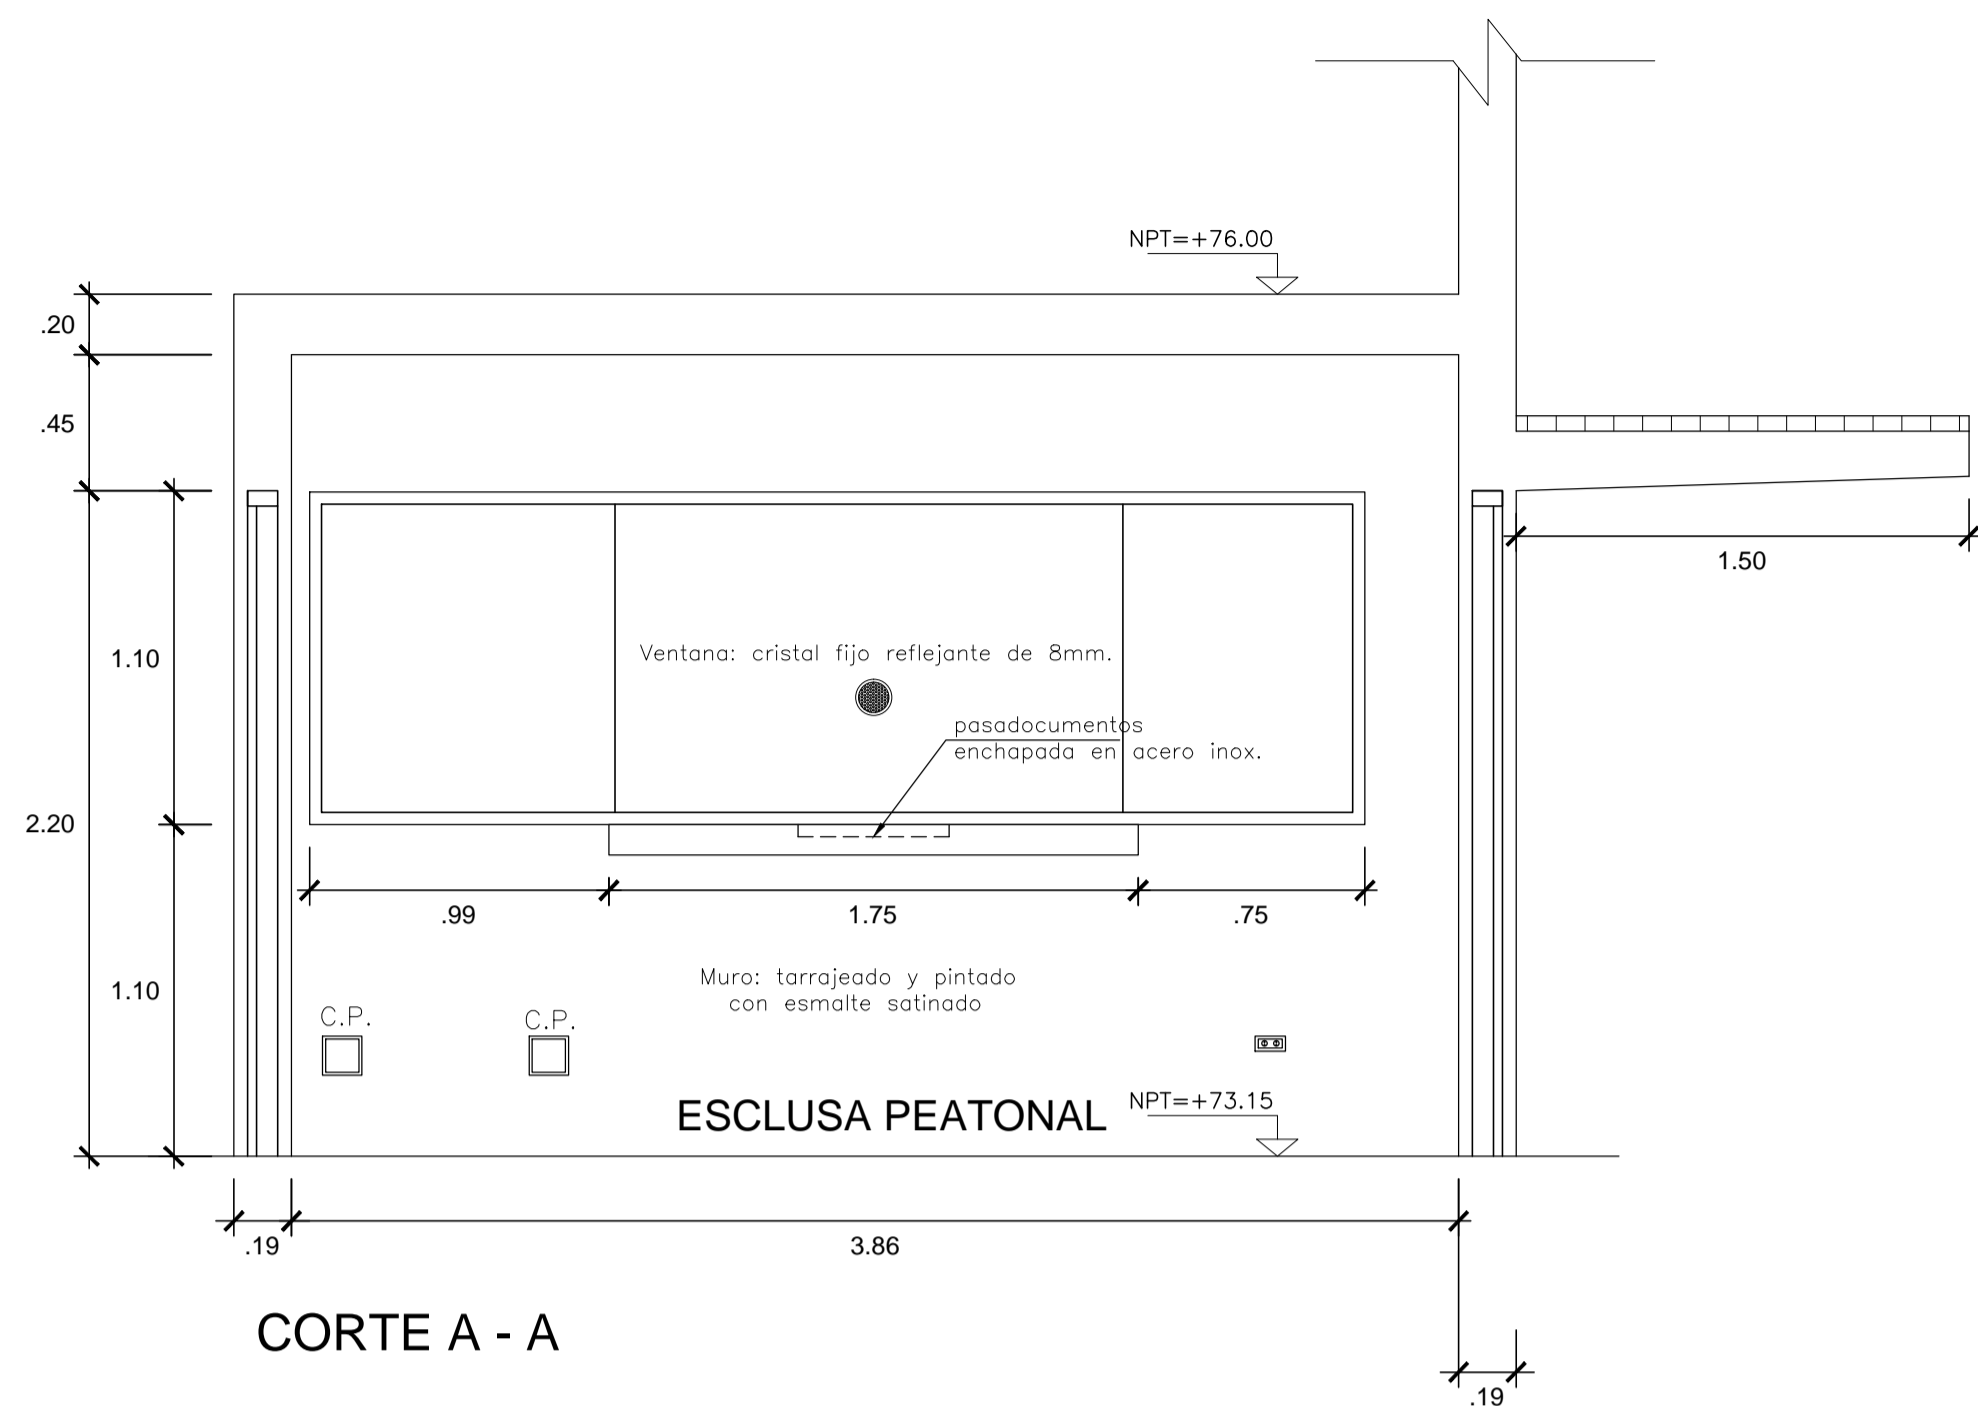 NPT=+76.00
.20
.45
1.50
1.10
Ventana: cristal fijo reflejante de 8mm.
pasadocumentos
enchapada en acero inox.
2.20
.99
1.75
.75
1.10
Muro: tarrajeado y pintado
con esmalte satinado
C.P.
C.P.
ESCLUSA PEATONAL
NPT=+73.15
.19
3.86
CORTE A - A
.19